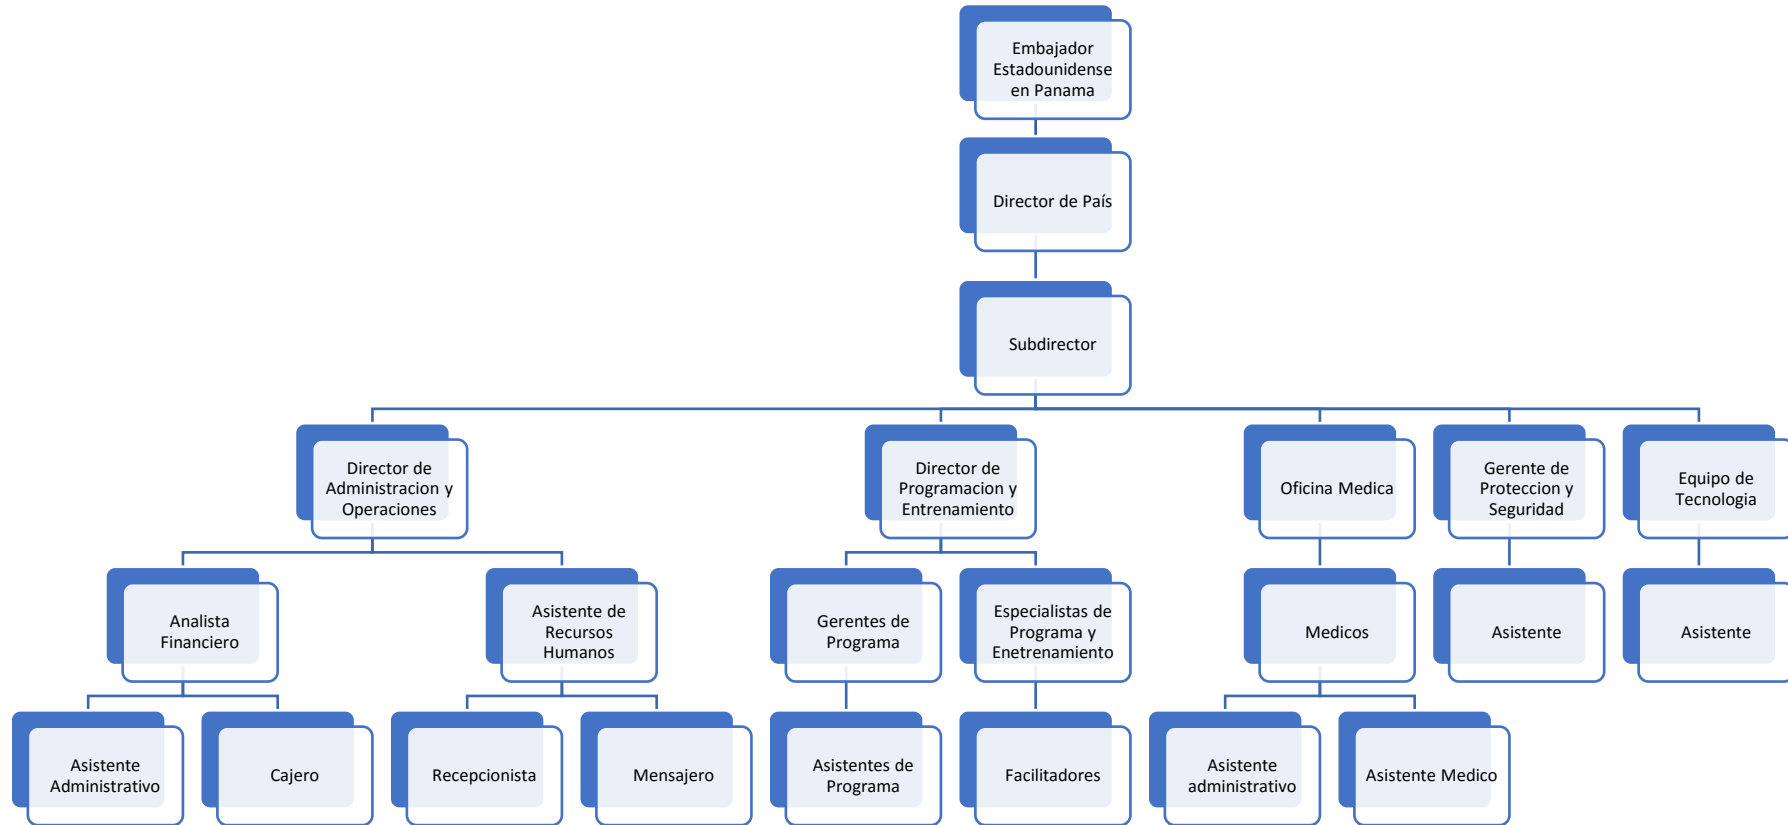 Embajador
Estadounidense
en Panama
Director de País
Subdirector
Director de
Administracion y
Operaciones
Director de
Programacion y
Entrenamiento
Oficina Medica
Gerente de
Proteccion y
Seguridad
Equipo de
Tecnologia
Analista
Financiero
Asistente de
Recursos
Humanos
Gerentes de
Programa
Especialistas de
Programa y
Enetrenamiento
Medicos
Asistente
Asistente
Asistente
Administrativo
Cajero
Recepcionista
Mensajero
Asistentes de
Programa
Facilitadores
Asistente
administrativo
Asistente Medico